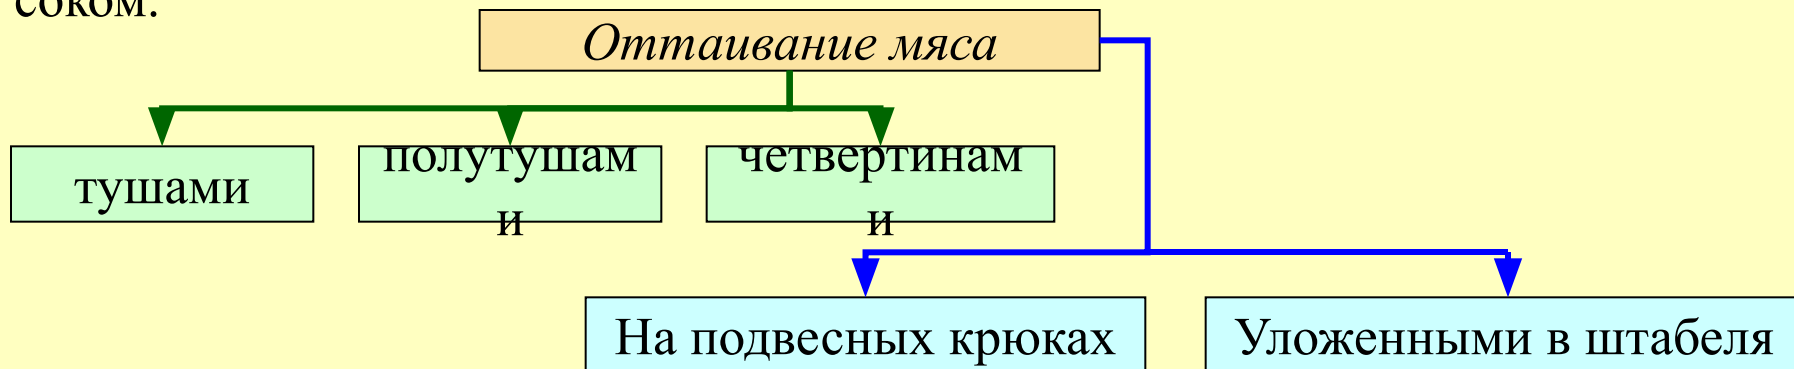 соком.
Оттаивание мяса
тушами
полутушам
и
четвертинам
и
На подвесных крюках
Уложенными в штабеля